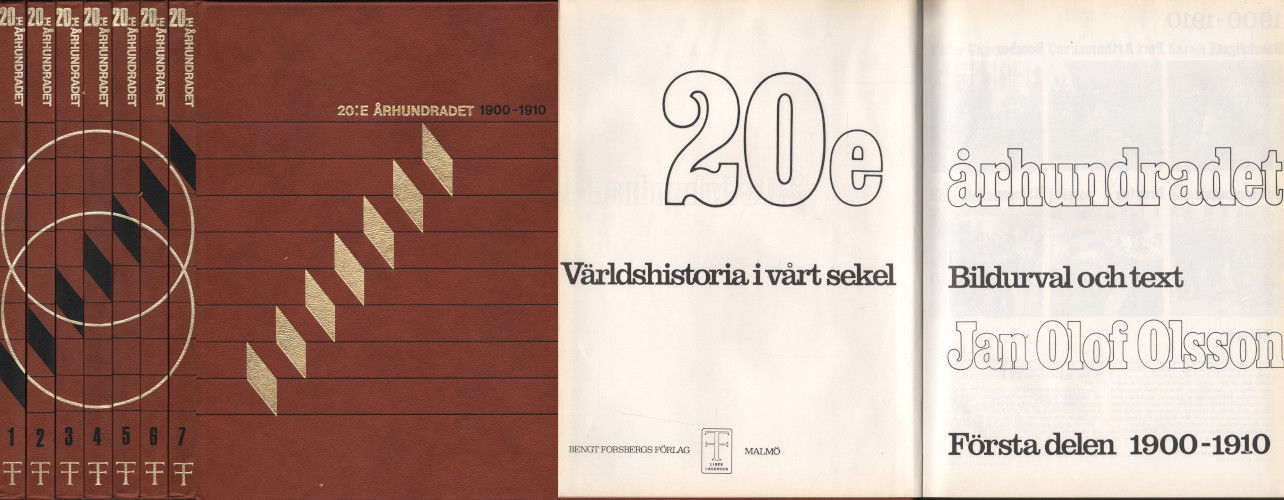 20:E ÅRHUNDRADET
20:E ÅRHUNDRADET
20:E ÅRHUNDRADET
20:E ÅRHUNDRADET
20:E ÅRHUNDRADET
20:E ÅRHUNDRADET
20:E ÅRHUNDRADET
1 2 3 4 5 6 7
20:E ÅRHUNDRADET 1900-1910
20e
Världshistoria i vårt sekel
BENGT FORSBERGS FÖRLAG
MALMÖ
århundradet
Bildurval och text
Jan Olof Olsson
Första delen 1900-1910